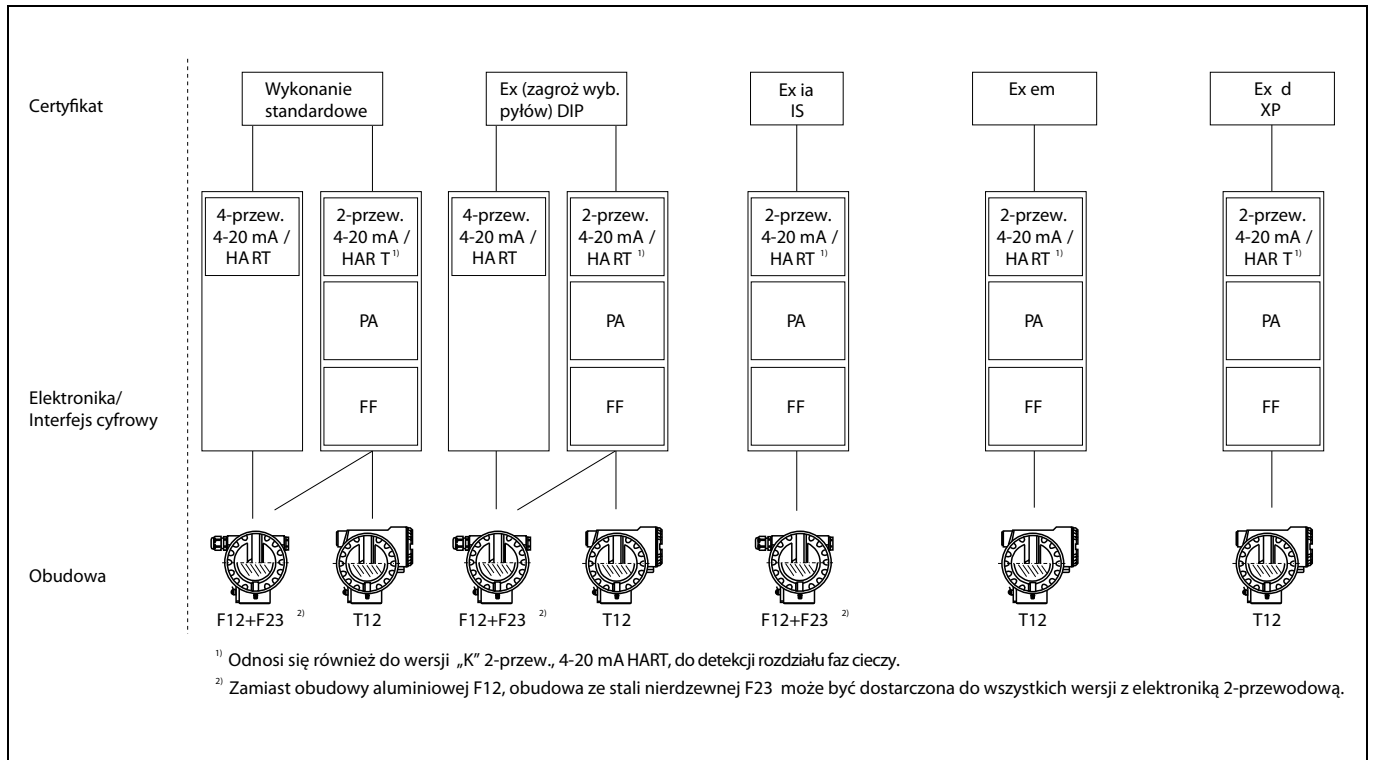 Certyfikat
Wykonanie
standardowe
Ex (zagroż wyb.
pyłów) DIP
Ex ia
IS
Ex em
Ex d
XP
4-przew.
4-20 mA /
HART
2-przew.
4-20 mA /
HAR T 1)
4-przew.
4-20 mA /
HART
2-przew.
4-20 mA /
HART 1)
2-przew.
4-20 mA /
HART 1)
2-przew.
4-20 mA /
HART 1)
2-przew.
4-20 mA /
HAR T 1)
PA
PA
PA
PA
PA
Elektronika/
Interfejs cyfrowy
FF
FF
FF
FF
FF
Obudowa
F12+F23 2)
T12
F12+F23 2)
T12
F12+F23 2)
T12
T12
1) Odnosi się również do wersji „K” 2-przew., 4-20 mA HART, do detekcji rozdziału faz cieczy.
2) Zamiast obudowy aluminiowej F12, obudowa ze stali nierdzewnej F23 może być dostarczona do wszystkich wersji z elektroniką 2-przewodową.